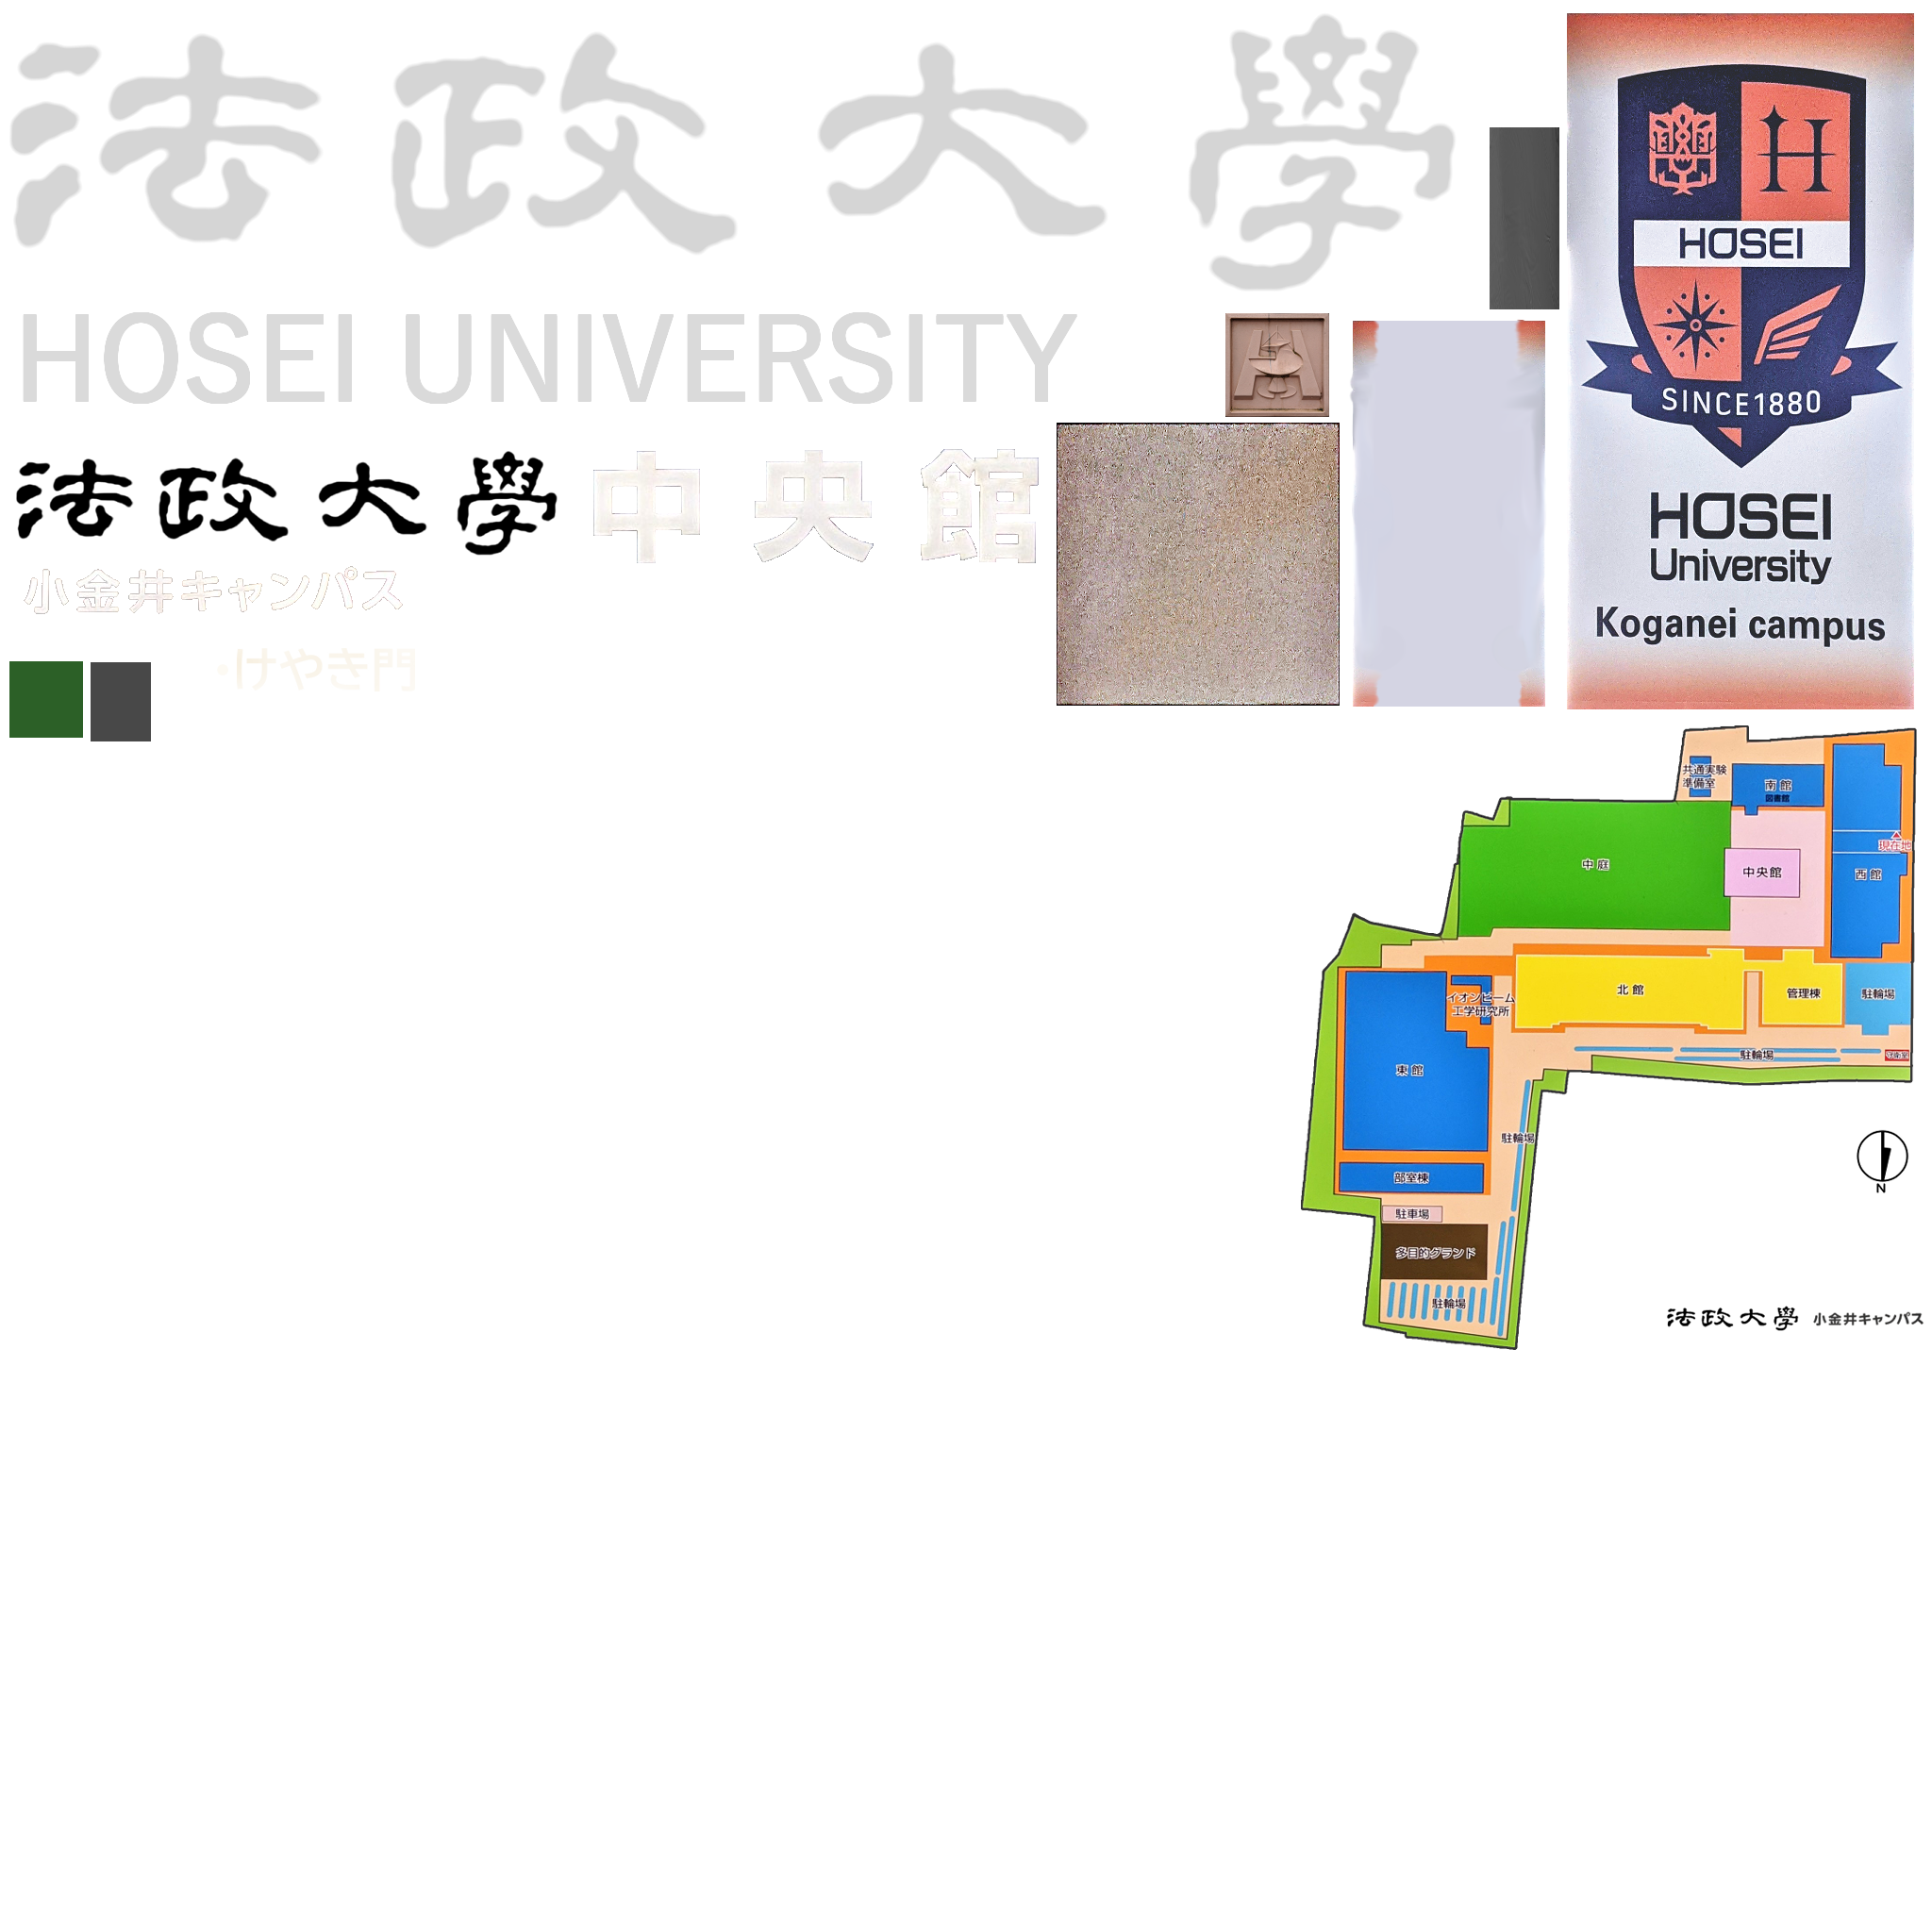 法政大學
HOSEI UNIVERSITY
法政大學
中央館
小金井キャンパス
・けやき門
H
HOSEI
SINCE1880
HOSEI
University
Koganei campus
共通実験
準備室
南館
図書館
現在地
中庭
中央館
西館
イオンビーム
工学研究所
北館
管理棟
駐輪場
駐輪場
守衛室
東館
駐輪場
部室棟
駐車場
多目的グランド
駐輪場
N
法政大學 小金井キャンパス